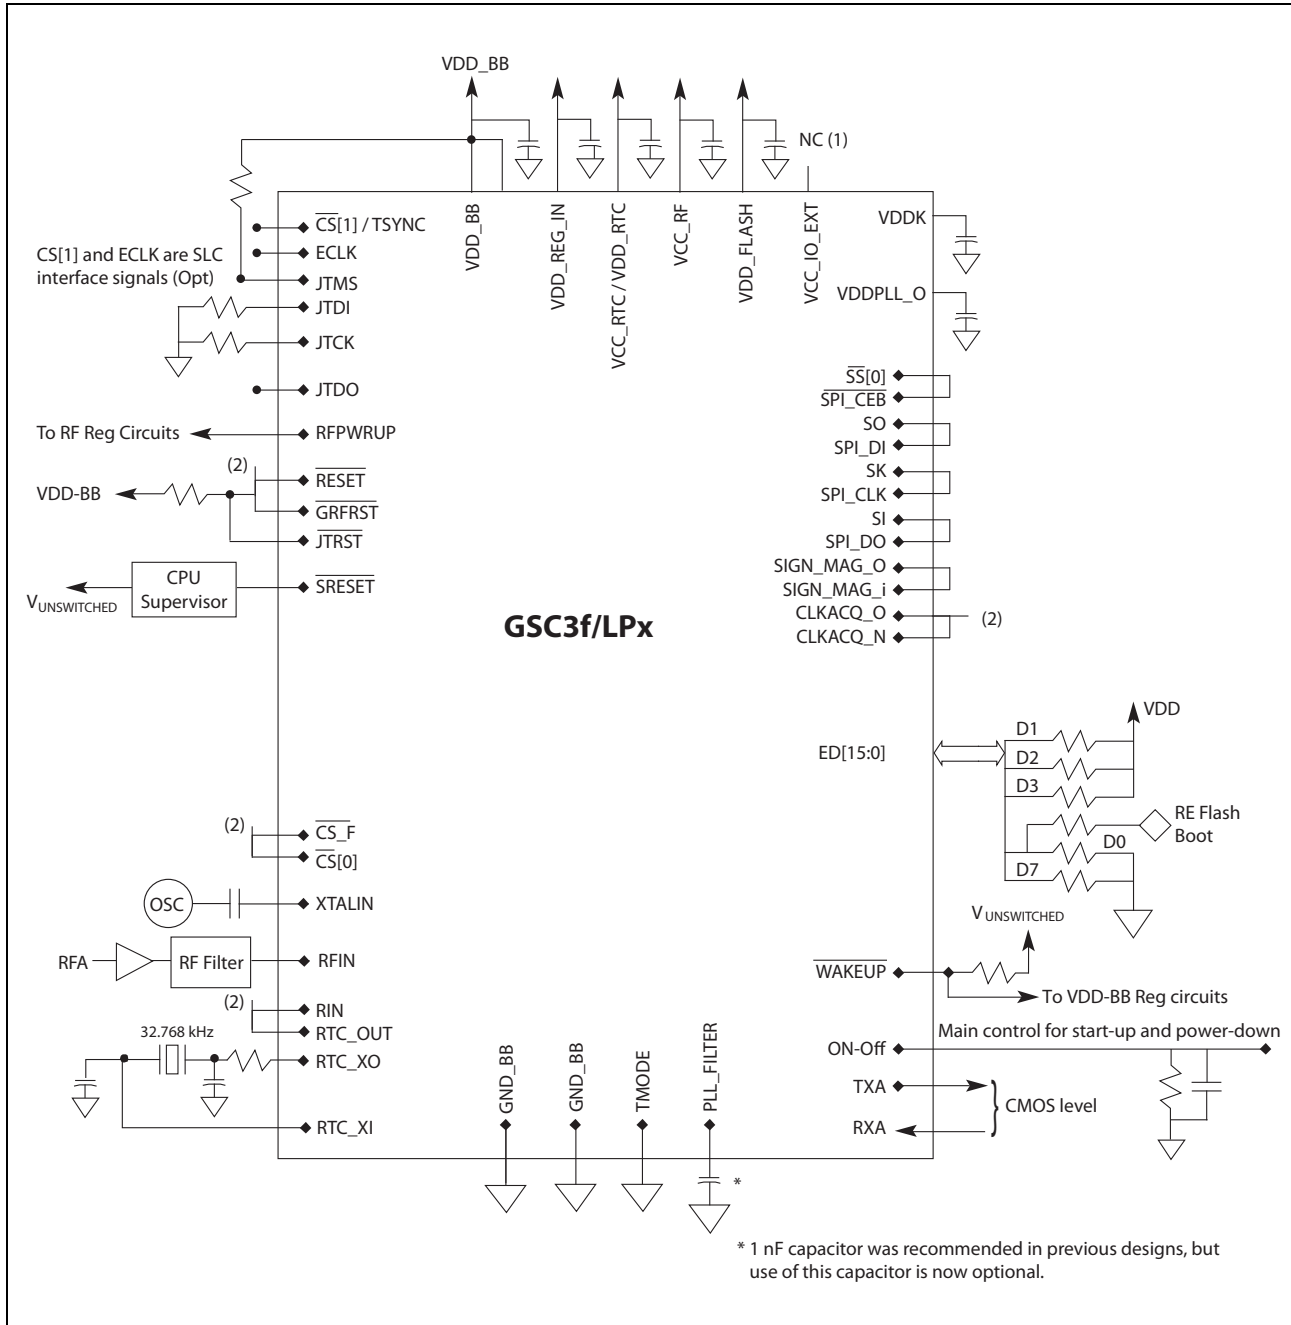 VDD_BB
NC (1)
VDD_BB
VDD_REG_IN
VCC_RTC / VDD_RTC
VCC_RF
VDD_FLASH
VCC_IO_EXT
CS[1] / TSYNC
ECLK
CS[1] and ECLK are SLC
interface signals (Opt)
JTMS
JTDI
JTCK
JTDO
To RF Reg Circuits
RFPWRUP
(2)
RESET
VDD-BB
GRFRST
JTRST
CPU
Supervisor
VUNSWITCHED
SRESET
GSC3f/LPx
(2)
CS_F
CS[0]
OSC
XTALIN
RFA
RF Filter
RFIN
(2)
RIN
RTC_OUT
32.768 kHz
RTC_XO
RTC_XI
GND_BB
GND_BB
TMODE
PLL_FILTER
*
VDDK
VDDPLL_O
SS[0]
SPI_CEB
SO
SPI_DI
SK
SPI_CLK
SI
SPI_DO
SIGN_MAG_O
SIGN_MAG_i
CLKACQ_O
(2)
CLKACQ_N
VDD
ED[15:0]
D1
D2
D3
RE Flash
Boot
D0
D7
V UNSWITCHED
WAKEUP
To VDD-BB Reg circuits
Main control for start-up and power-down
ON-Off
TXA
CMOS level
RXA
* 1 nF capacitor was recommended in previous designs, but
use of this capacitor is now optional.